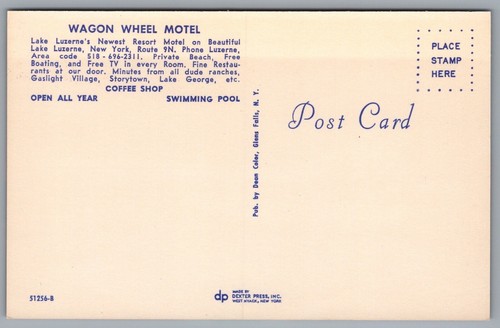 WAGON WHEEL MOTEL
Lake Luzerne's Newest Resort Motel on Beautiful
Lake Luzerne, New York, Route 9N. Phone Luzerne,
Area code 518-696-2311, Private Beach, Free
Boating, and Free TV in every Room. Fine Restau-
rants at our door. Minutes from all dude ranches,
Gaslight Village, Storytown, Lake George, etc.
COFFEE SHOP
OPEN ALL YEAR SWIMMING POOL
51256-B
Pub. by Dean Color, Glens Falls, N. Y.
dp MADE BY
DEXTER PRESS, INC.
WEST NYACK, NEW YORK
Post Card
PLACE
STAMP
HERE